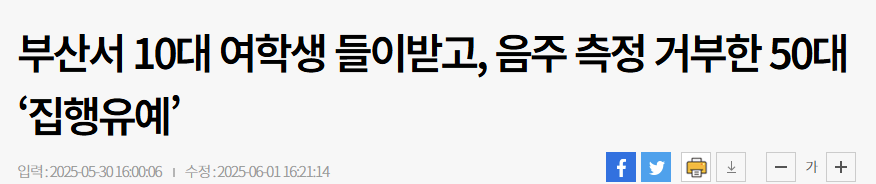 부산서 10대 여학생 들이받고, 음주 측정 거부한 50대
‘집행유예’
입력 : 2025-05-30 16:00:06 ㅣ 수정 : 2025-06-01 16:21:14
가